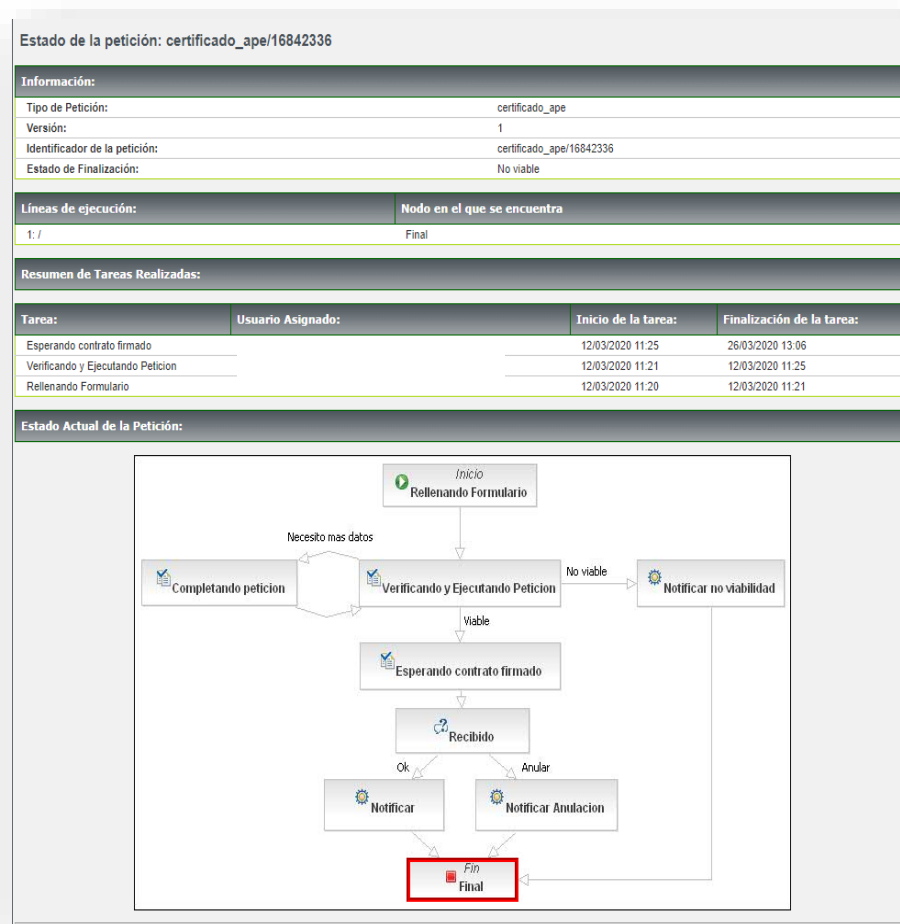 Estado de la petición: certificado_ape/16842336
Información:
Tipo de Petición: certificado_ape
Versión: 1
Identificador de la petición: certificado_ape/16842336
Estado de Finalización: No viable
Líneas de ejecución: Nodo en el que se encuentra
1: / Final
Resumen de Tareas Realizadas:
Tarea: Usuario Asignado: Inicio de la tarea: Finalización de la tarea:
Esperando contrato firmado 12/03/2020 11:25 26/03/2020 13:06
Verificando y Ejecutando Peticion 12/03/2020 11:21 12/03/2020 11:25
Rellenando Formulario 12/03/2020 11:20 12/03/2020 11:21
Estado Actual de la Petición:
Inicio
Rellenando Formulario
Necesito mas datos
Completando peticion
Verificando y Ejecutando Peticion
No viable
Notificar no viabilidad
Viable
Esperando contrato firmado
Recibido
Ok
Anular
Notificar
Notificar Anulacion
Fin
Final